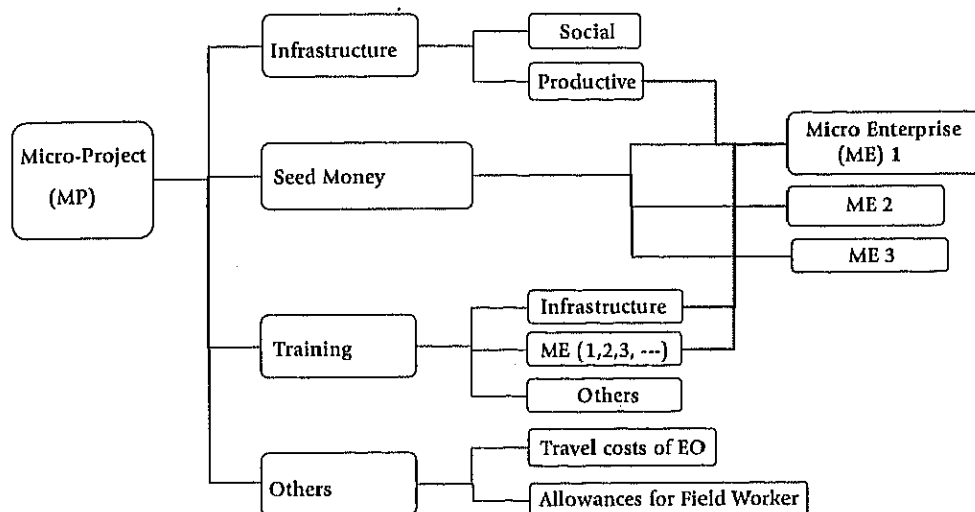 Micro-Project
(MP)
Infrastructure
Social
Productive
Seed Money
Micro Enterprise
(ME) 1
ME 2
ME 3
Training
Infrastructure
ME (1,2,3, ---)
Others
Others
Travel costs of EO
Allowances for Field Worker